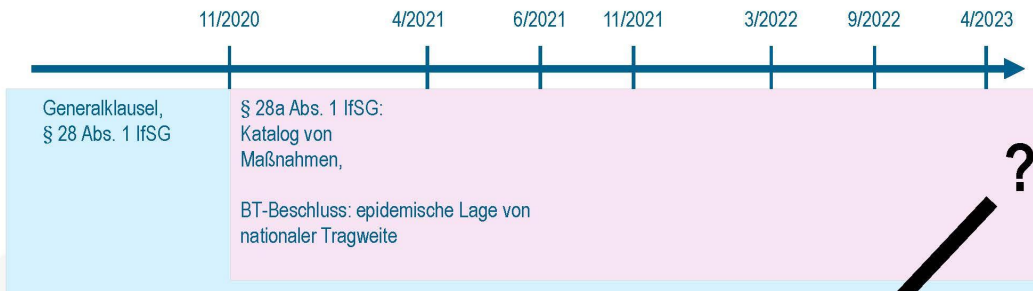 11/2020 4/2021 6/2021 11/2021 3/2022 9/2022 4/2023
Generalklausel,
§ 28 Abs. 1 IfSG
§ 28a Abs. 1 IfSG:
Katalog von
Maßnahmen,
BT-Beschluss: epidemische Lage von
nationaler Tragweite
?